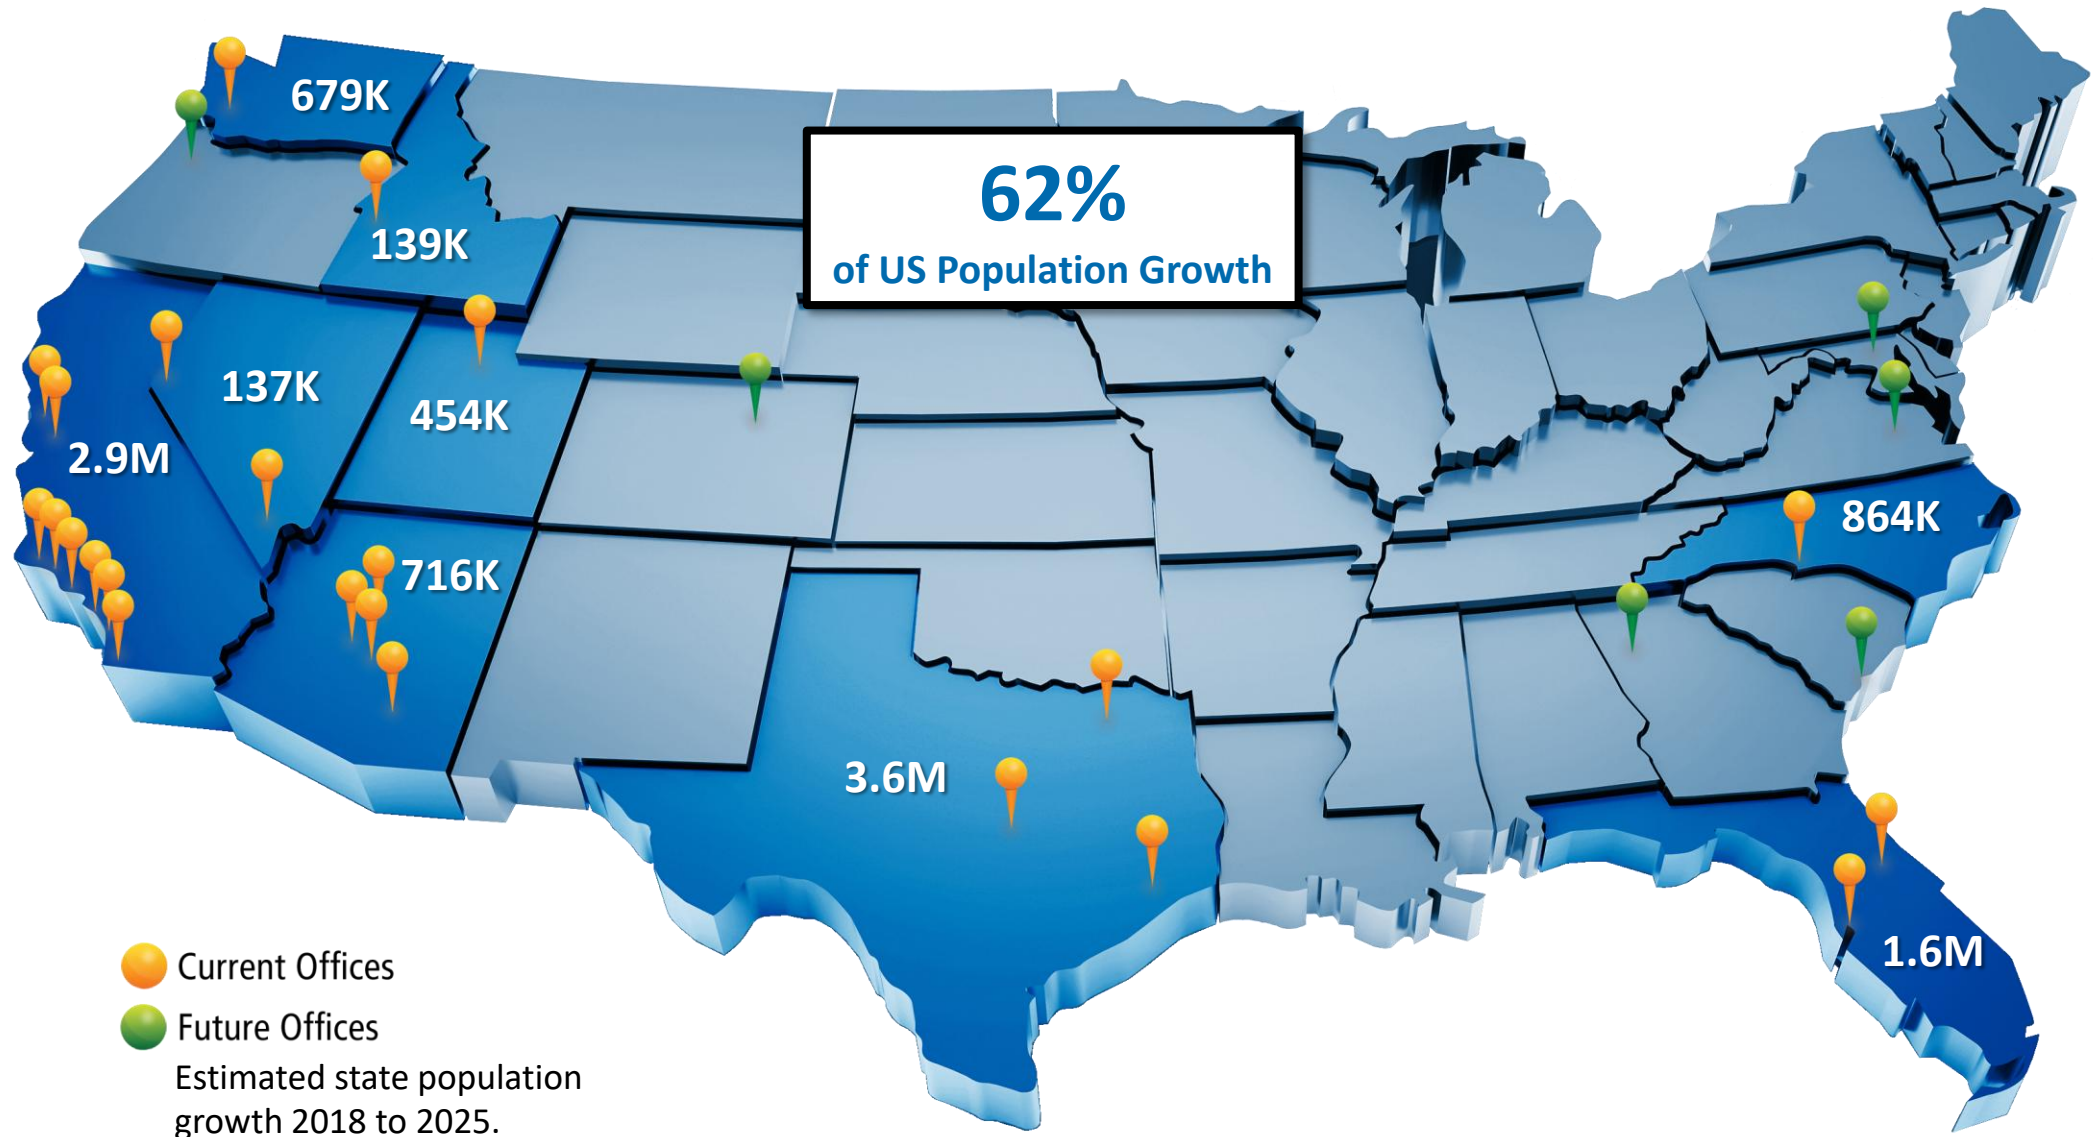 679K
62%
of US Population Growth
139K
137K
454K
2.9M
864K
716K
3.6M
1.6M
Current Offices
Future Offices
Estimated state population
growth 2018 to 2025.